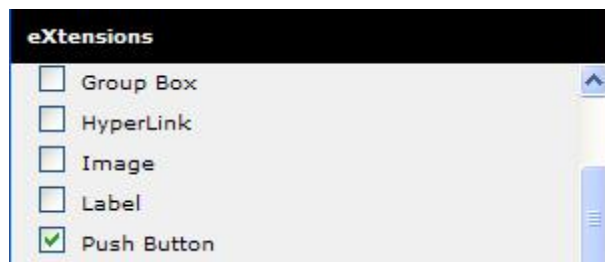 eXtensions
Group Box
HyperLink
Image
Label
Push Button